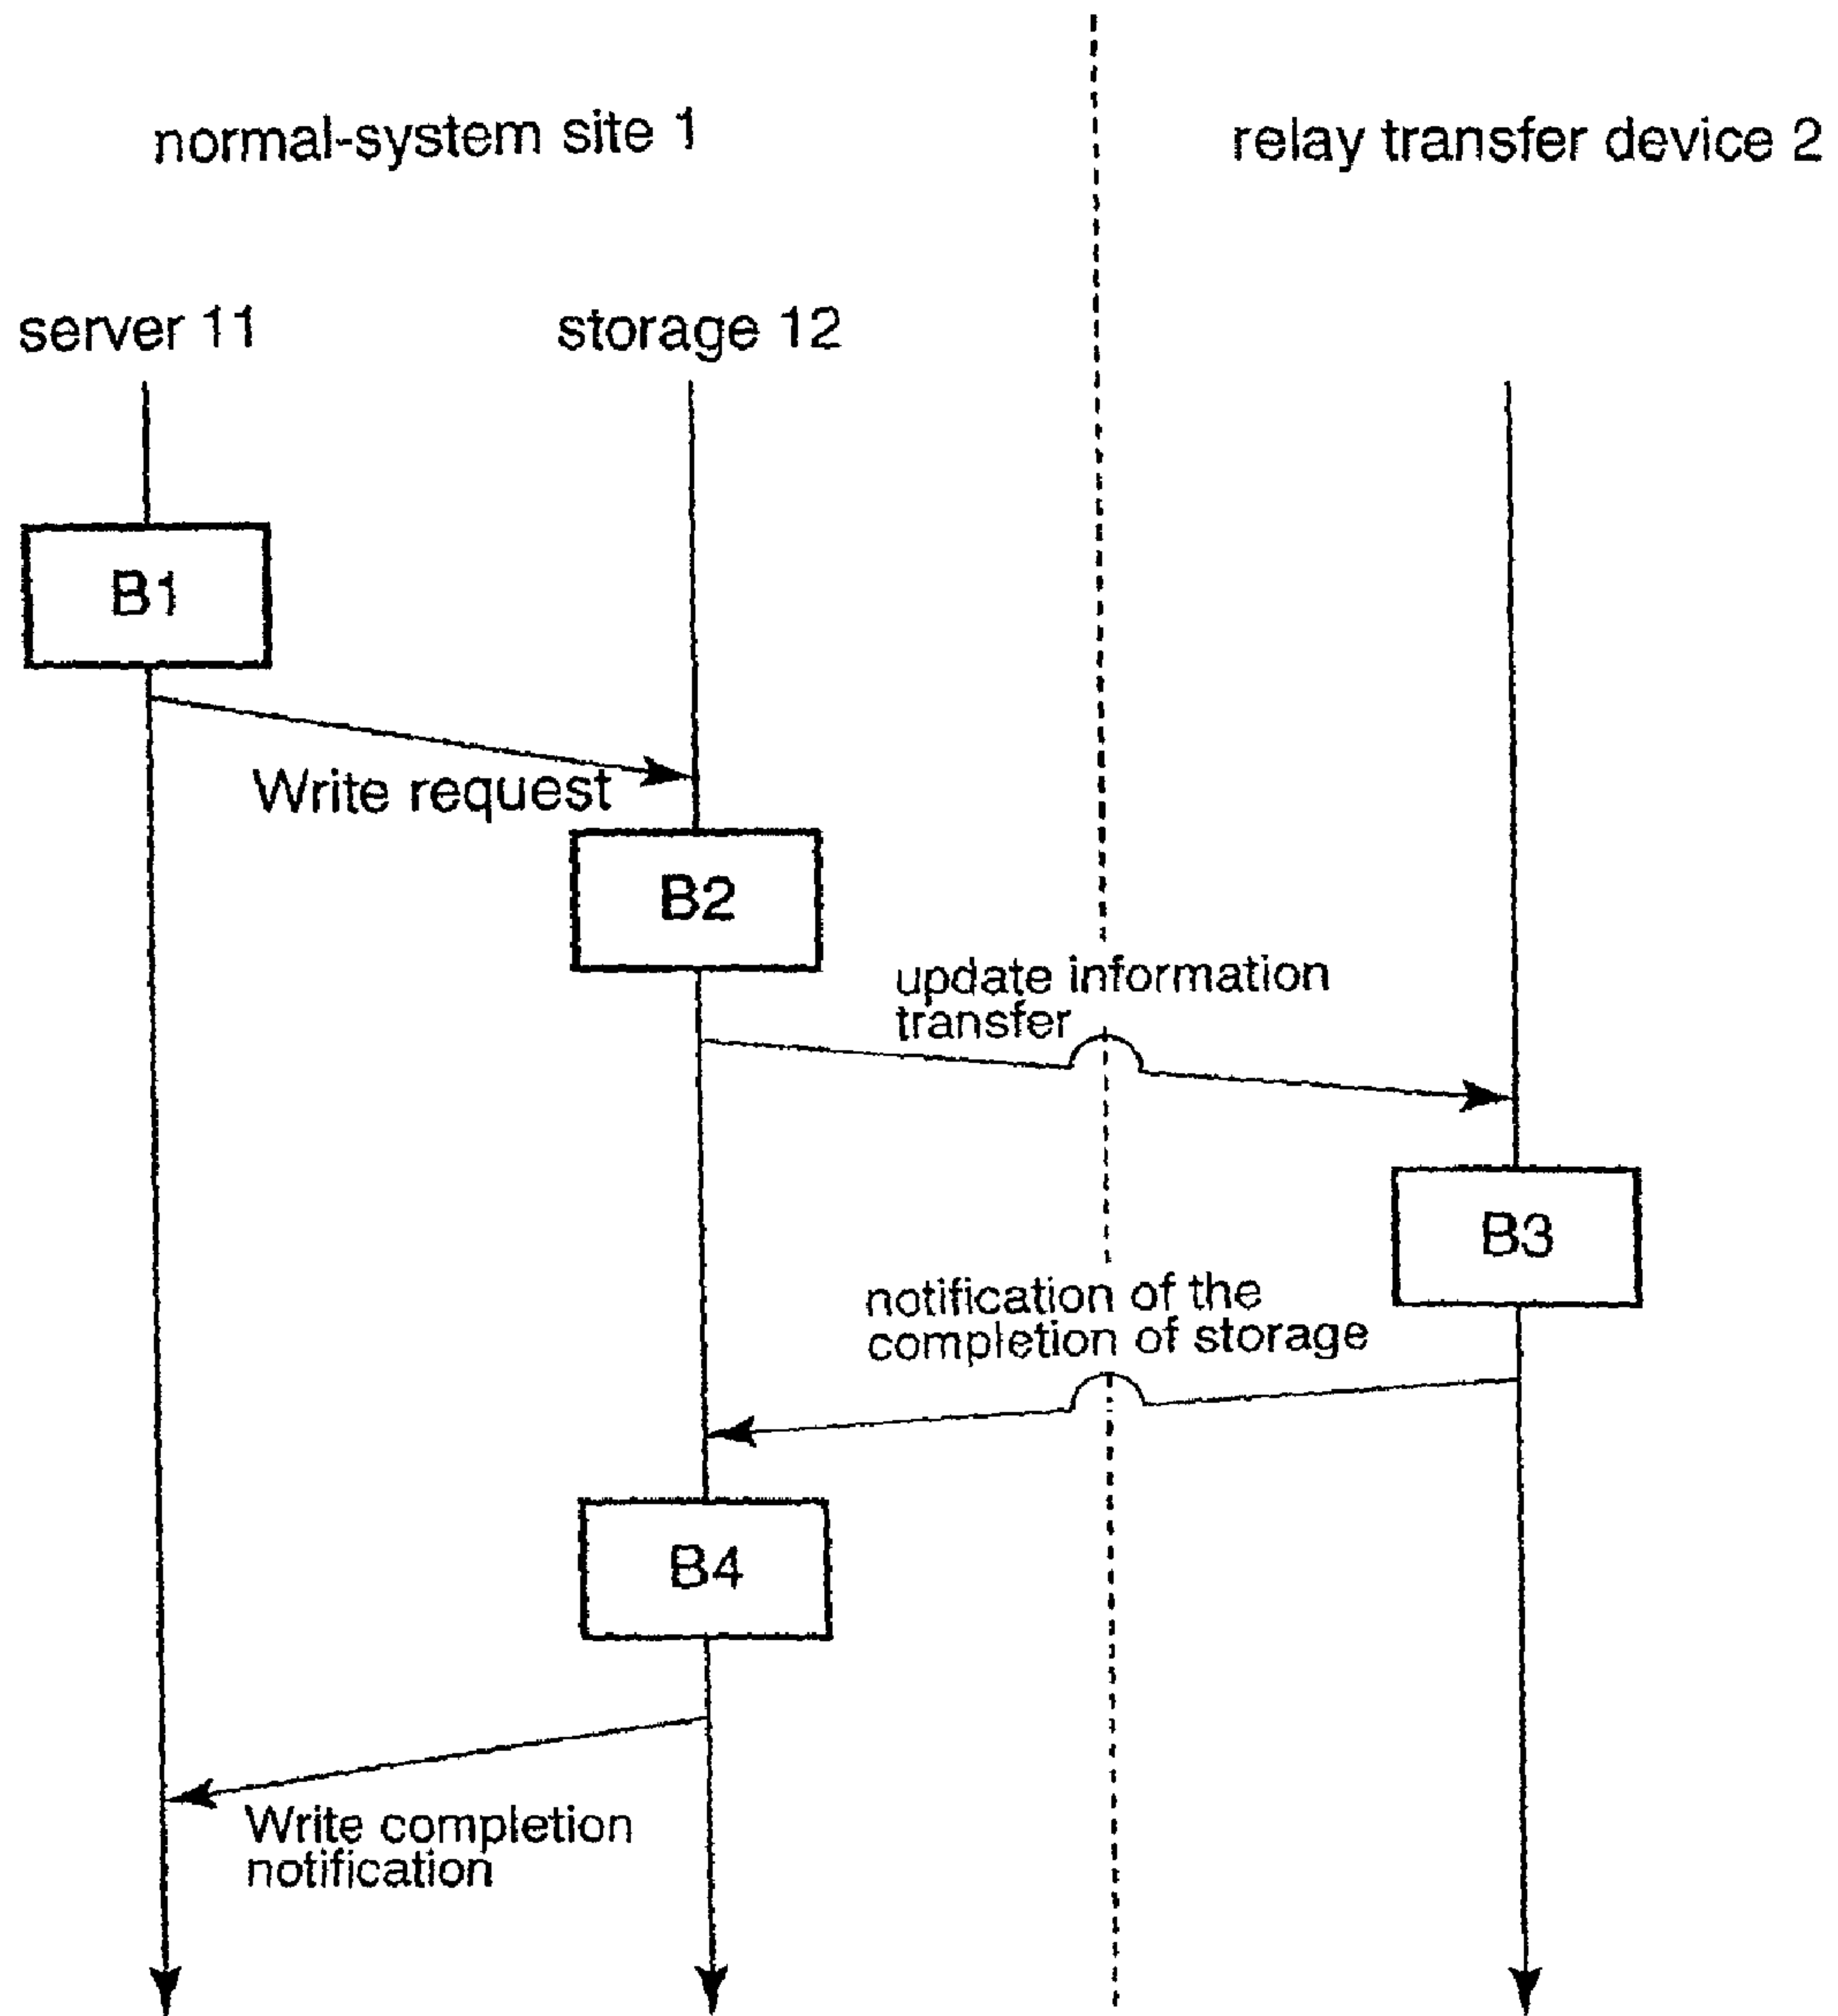 normal-system site 1
relay transfer device 2
server 11
storage 12
B1
Write request
B2
update information
transfer
B3
notification of the
completion of storage
B4
Write completion
notification